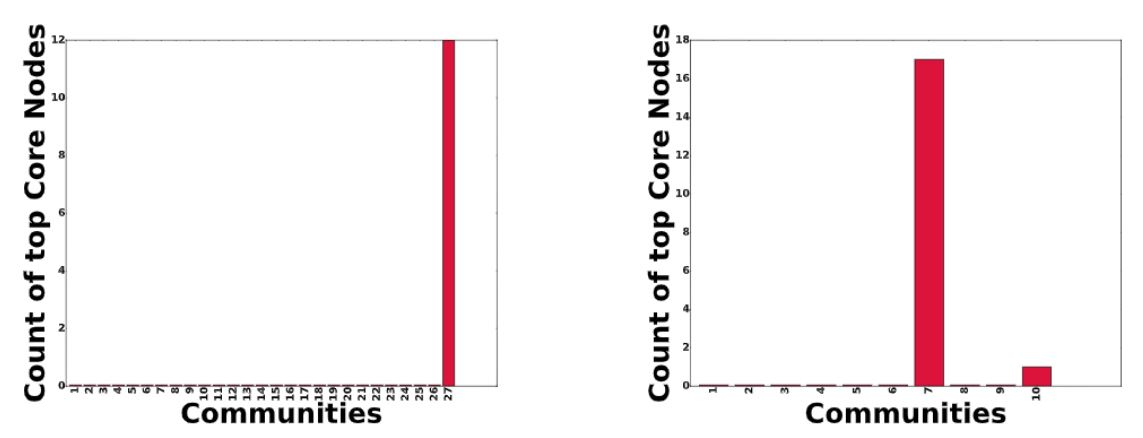 Count of top Core Nodes
12
10
8
6
4
2
0
1 2 3 4 5 6 7 8 9 10 11 12 13 14 15 16 17 18 19 20 21 22 23 24 25 26 27
Communities
Count of top Core Nodes
18
16
14
12
10
8
6
4
2
0
1 2 3 4 5 6 7 8 9 10
Communities